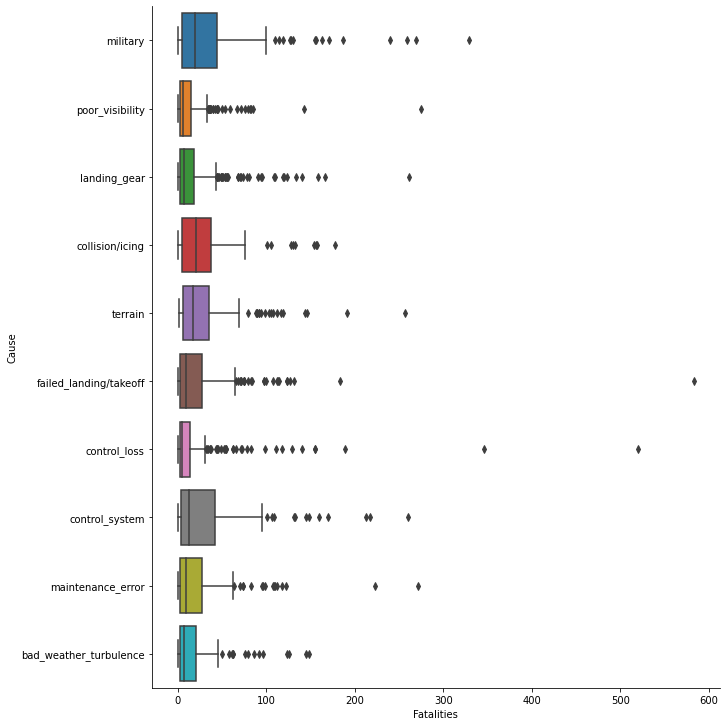 Cause
military
poor_visibility
landing_gear
collision/icing
terrain
failed_landing/takeoff
control_loss
control_system
maintenance_error
bad_weather_turbulence
0 100 200 300 400 500 600
Fatalities